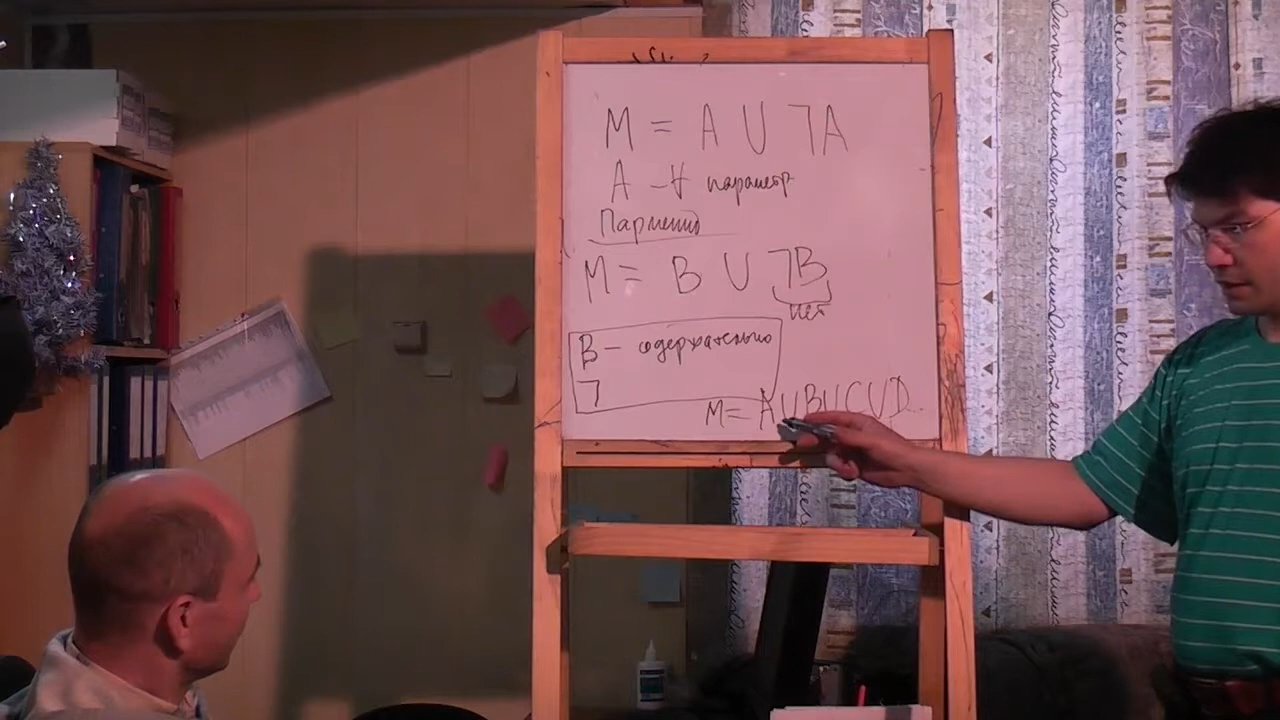 M = A ∪ ¬A
A – ∀ параметр
Парменид
M = B ∪ ¬B
нет
B – содержательно
¬
M = A∪B∪C∪D..